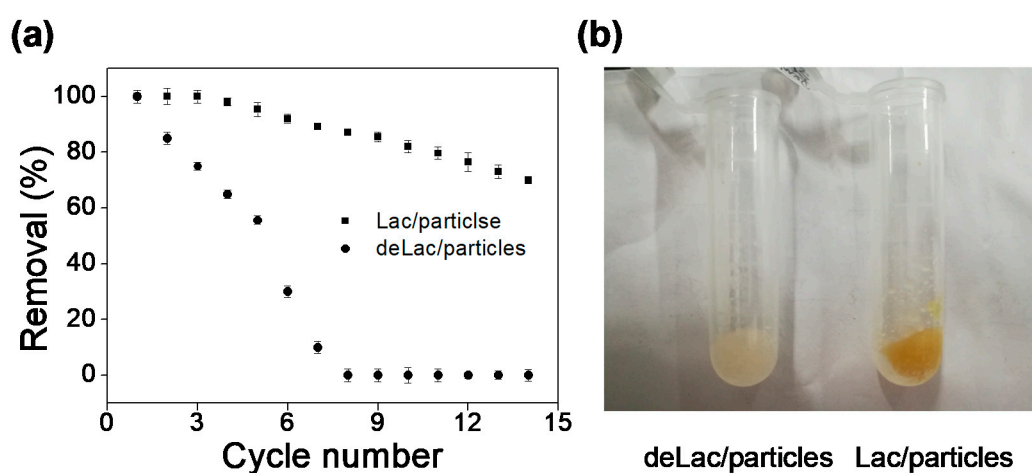 (a)
(b)
100
80
60
40
20
0
Removal (%)
Lac/particlse
deLac/particles
0
3
6
9
12
15
Cycle number
deLac/particles
Lac/particles